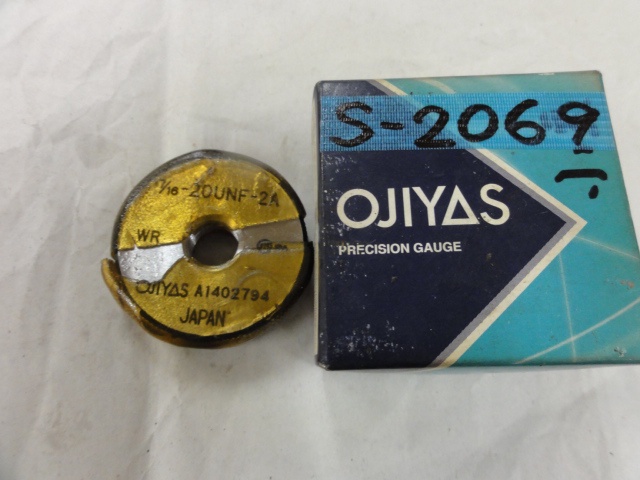 7/16-20UNF-2A
WR
OJIYAS A1402794
JAPAN
S-2069
OJIYAS
PRECISION GAUGE